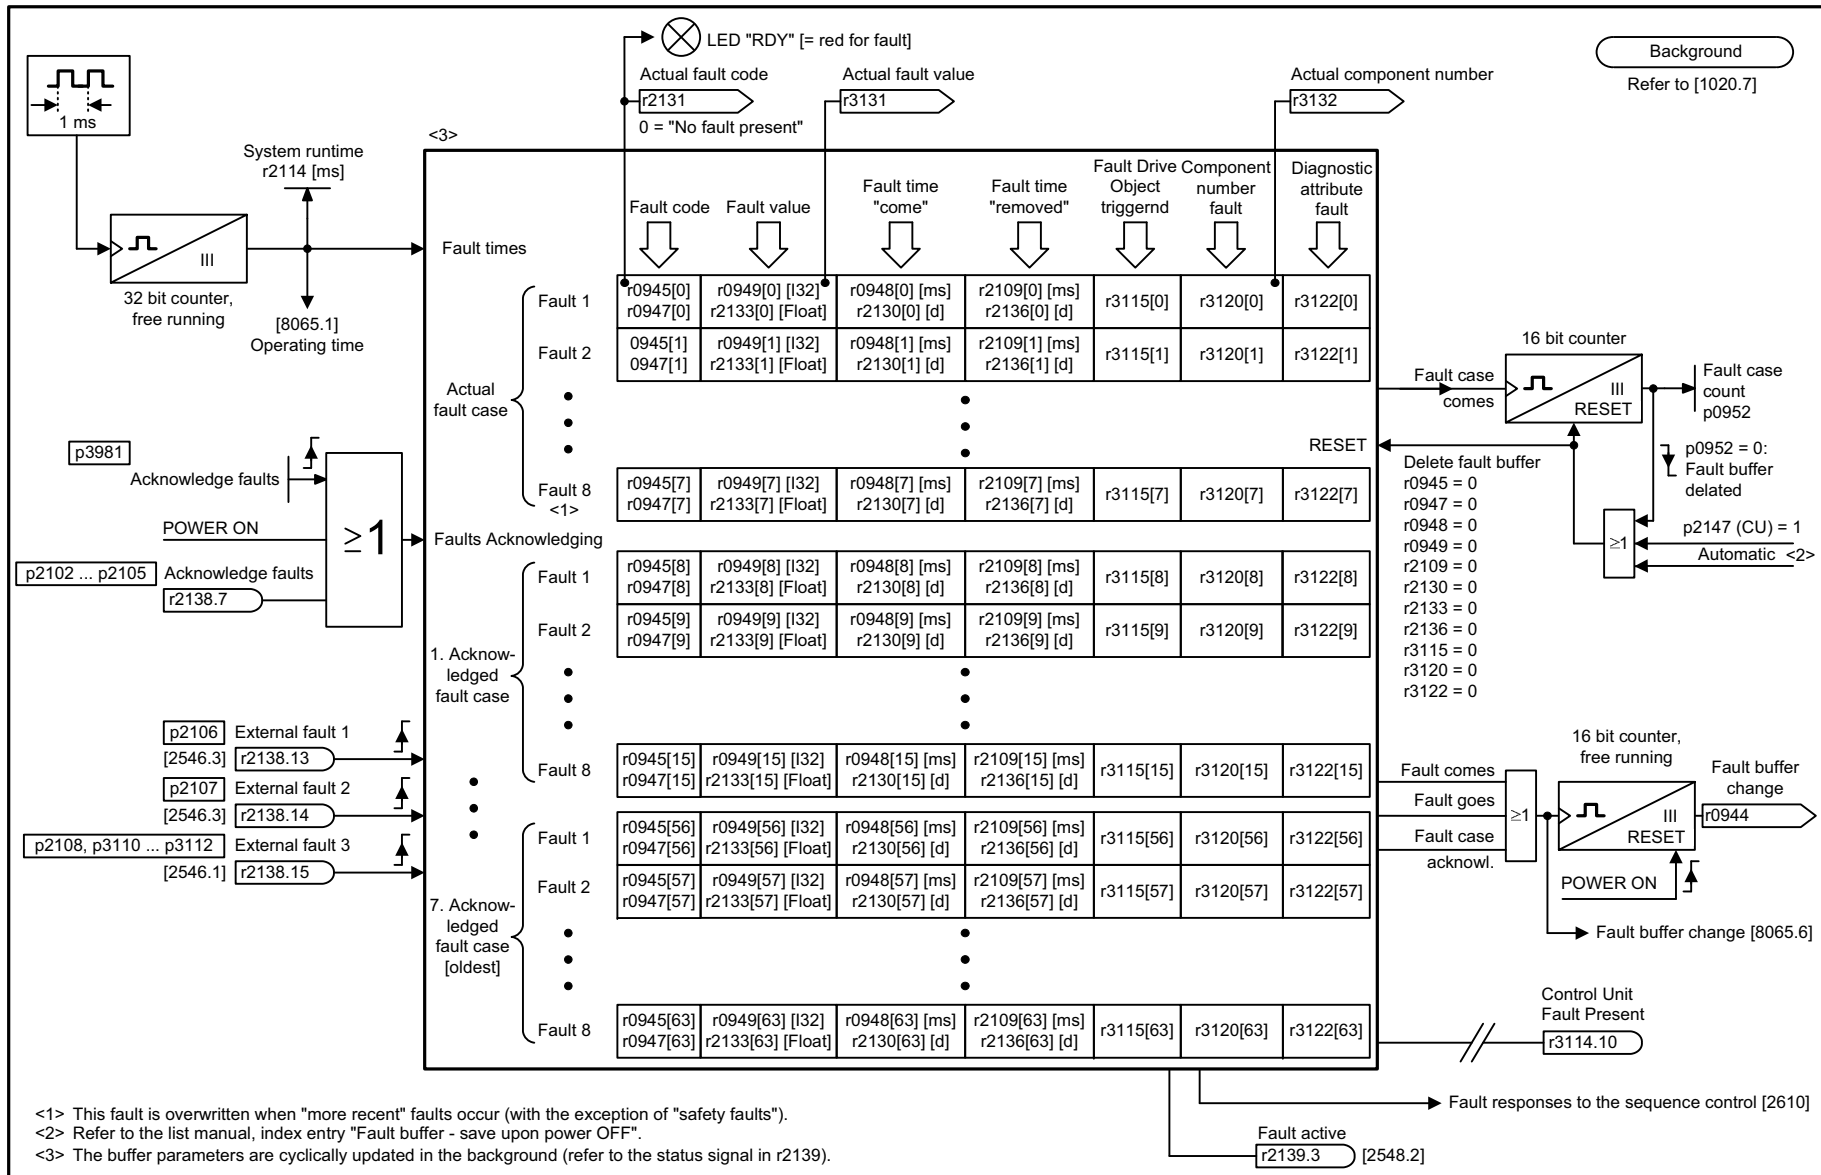 LED "RDY" [= red for fault]
Actual fault code
r2131
0 = "No fault present"
Actual fault value
r3131
Actual component number
r3132
Background
Refer to [1020.7]
1 ms
<3>
System runtime
r2114 [ms]
III
32 bit counter,
free running
[8065.1]
Operating time
Fault times
Fault code
Fault value
Fault time
"come"
Fault time
"removed"
Fault Drive
Object
triggernd
Component
number
fault
Diagnostic
attribute
fault
Actual
fault case
Fault 1
r0945[0]
r0947[0]
r0949[0] [I32]
r2133[0] [Float]
r0948[0] [ms]
r2130[0] [d]
r2109[0] [ms]
r2136[0] [d]
r3115[0]
r3120[0]
r3122[0]
Fault 2
0945[1]
0947[1]
r0949[1] [I32]
r2133[1] [Float]
r0948[1] [ms]
r2130[1] [d]
r2109[1] [ms]
r2136[1] [d]
r3115[1]
r3120[1]
r3122[1]
Fault 8
<1>
r0945[7]
r0947[7]
r0949[7] [I32]
r2133[7] [Float]
r0948[7] [ms]
r2130[7] [d]
r2109[7] [ms]
r2136[7] [d]
r3115[7]
r3120[7]
r3122[7]
p3981
Acknowledge faults
POWER ON
p2102 ... p2105
Acknowledge faults
r2138.7
≥1
Faults Acknowledging
1. Acknow-
ledged
fault case
Fault 1
r0945[8]
r0947[8]
r0949[8] [I32]
r2133[8] [Float]
r0948[8] [ms]
r2130[8] [d]
r2109[8] [ms]
r2136[8] [d]
r3115[8]
r3120[8]
r3122[8]
Fault 2
r0945[9]
r0947[9]
r0949[9] [I32]
r2133[9] [Float]
r0948[9] [ms]
r2130[9] [d]
r2109[9] [ms]
r2136[9] [d]
r3115[9]
r3120[9]
r3122[9]
Fault 8
r0945[15]
r0947[15]
r0949[15] [I32]
r2133[15] [Float]
r0948[15] [ms]
r2130[15] [d]
r2109[15] [ms]
r2136[15] [d]
r3115[15]
r3120[15]
r3122[15]
p2106
External fault 1
[2546.3]
r2138.13
p2107
External fault 2
[2546.3]
r2138.14
p2108, p3110 ... p3112
External fault 3
[2546.1]
r2138.15
7. Acknow-
ledged
fault case
[oldest]
Fault 1
r0945[56]
r0947[56]
r0949[56] [I32]
r2133[56] [Float]
r0948[56] [ms]
r2130[56] [d]
r2109[56] [ms]
r2136[56] [d]
r3115[56]
r3120[56]
r3122[56]
Fault 2
r0945[57]
r0947[57]
r0949[57] [I32]
r2133[57] [Float]
r0948[57] [ms]
r2130[57] [d]
r2109[57] [ms]
r2136[57] [d]
r3115[57]
r3120[57]
r3122[57]
Fault 8
r0945[63]
r0947[63]
r0949[63] [I32]
r2133[63] [Float]
r0948[63] [ms]
r2130[63] [d]
r2109[63] [ms]
r2136[63] [d]
r3115[63]
r3120[63]
r3122[63]
16 bit counter
Fault case
comes
III
RESET
Fault case
count
p0952
RESET
p0952 = 0:
Fault buffer
delated
≥1
p2147 (CU) = 1
Automatic <2>
Delete fault buffer
r0945 = 0
r0947 = 0
r0948 = 0
r0949 = 0
r2109 = 0
r2130 = 0
r2133 = 0
r2136 = 0
r3115 = 0
r3120 = 0
r3122 = 0
16 bit counter,
free running
Fault comes
Fault goes
Fault case
acknowl.
≥1
III
RESET
POWER ON
Fault buffer
change
r0944
Fault buffer change [8065.6]
Control Unit
Fault Present
r3114.10
Fault responses to the sequence control [2610]
Fault active
r2139.3
[2548.2]
<1> This fault is overwritten when "more recent" faults occur (with the exception of "safety faults").
<2> Refer to the list manual, index entry "Fault buffer - save upon power OFF".
<3> The buffer parameters are cyclically updated in the background (refer to the status signal in r2139).